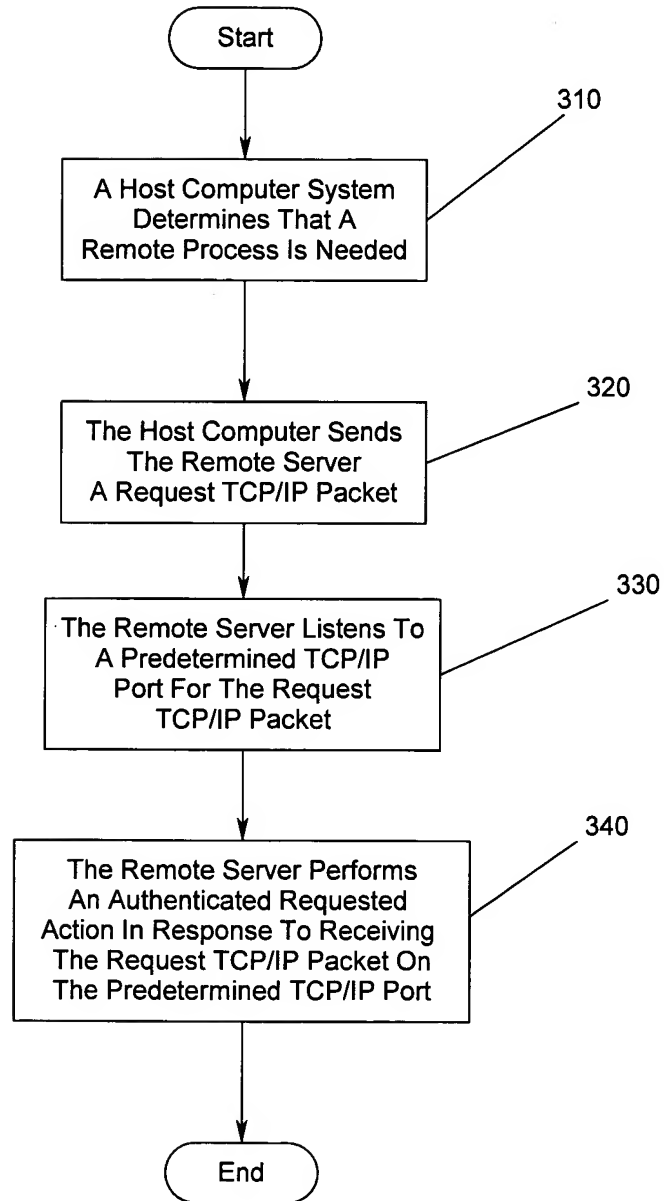 Start
310
A Host Computer System
Determines That A
Remote Process Is Needed
320
The Host Computer Sends
The Remote Server
A Request TCP/IP Packet
330
The Remote Server Listens To
A Predetermined TCP/IP
Port For The Request
TCP/IP Packet
340
The Remote Server Performs
An Authenticated Requested
Action In Response To Receiving
The Request TCP/IP Packet On
The Predetermined TCP/IP Port
End